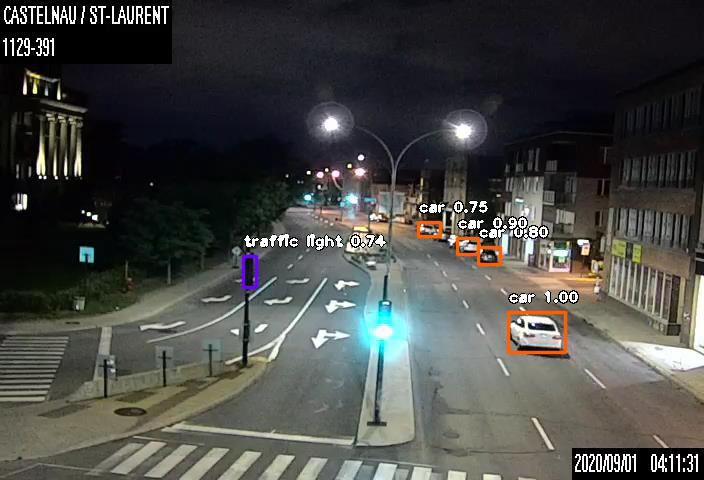 CASTELNAU / ST-LAURENT
1129-391
car 0.75
car 0.90
car 0.80
traffic light 0.74
car 1.00
2020/09/01 04:11:31